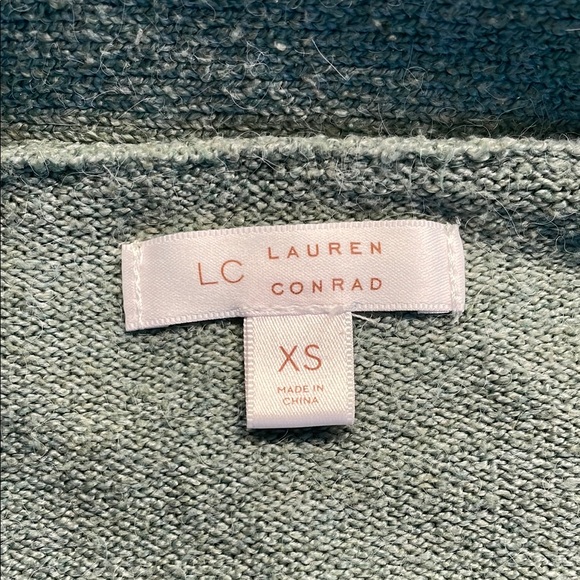 LC LAUREN
CONRAD
XS
MADE IN
CHINA